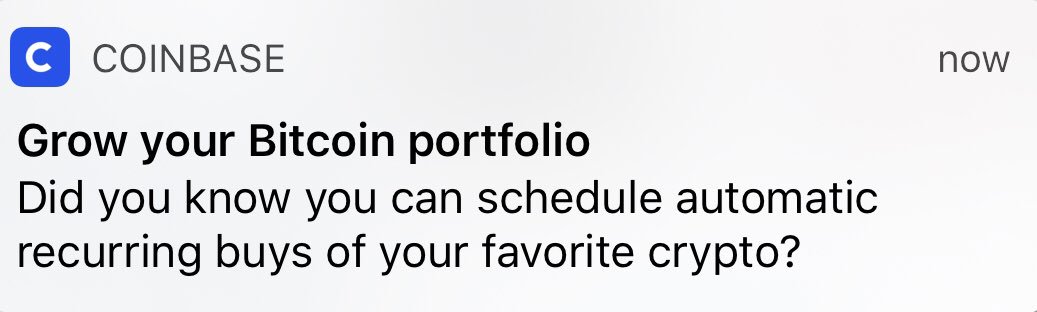 C COINBASE now
Grow your Bitcoin portfolio
Did you know you can schedule automatic
recurring buys of your favorite crypto?